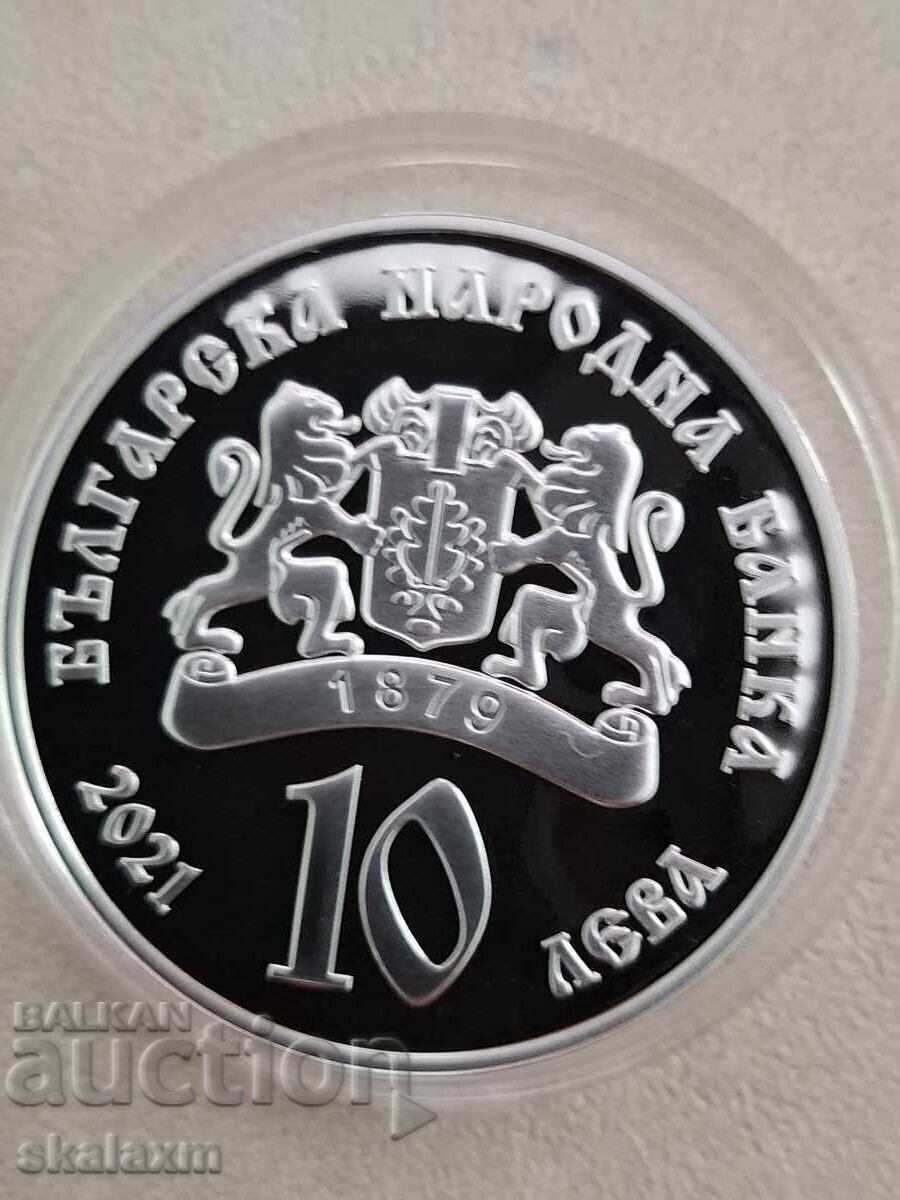 БЪЛГАРСКА НАРОДНА БАНКА
1879
10
2021
ЛЕВА
BALKAN
auction
skalaxm